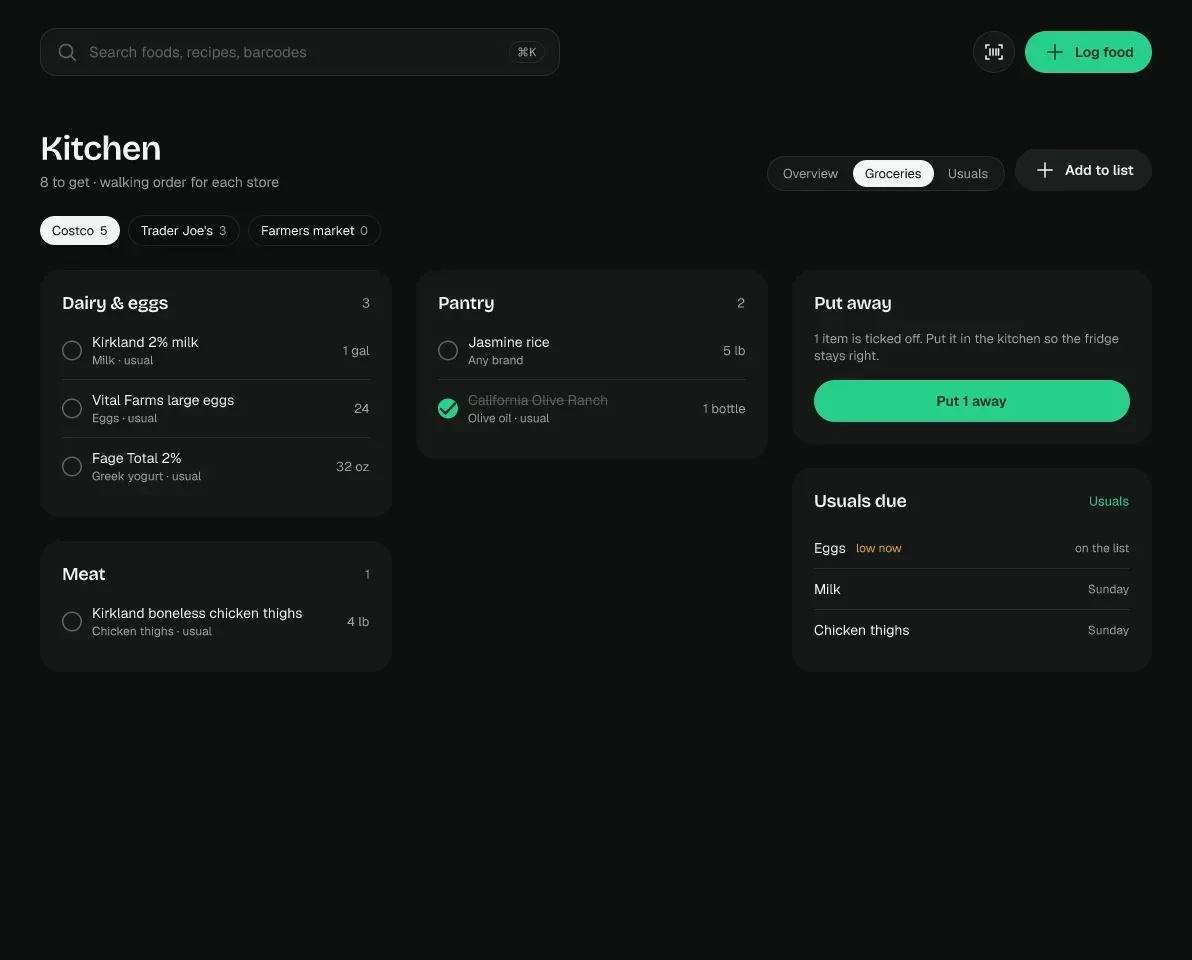 Search foods, recipes, barcodes
⌘K
Log food
Kitchen
8 to get · walking order for each store
Overview
Groceries
Usuals
Add to list
Costco 5
Trader Joe's 3
Farmers market 0
Dairy & eggs
3
Kirkland 2% milk
Milk · usual
1 gal
Vital Farms large eggs
Eggs · usual
24
Fage Total 2%
Greek yogurt · usual
32 oz
Meat
1
Kirkland boneless chicken thighs
Chicken thighs · usual
4 lb
Pantry
2
Jasmine rice
Any brand
5 lb
California Olive Ranch
Olive oil · usual
1 bottle
Put away
1 item is ticked off. Put it in the kitchen so the fridge
stays right.
Put 1 away
Usuals due
Usuals
Eggs low now
on the list
Milk
Sunday
Chicken thighs
Sunday